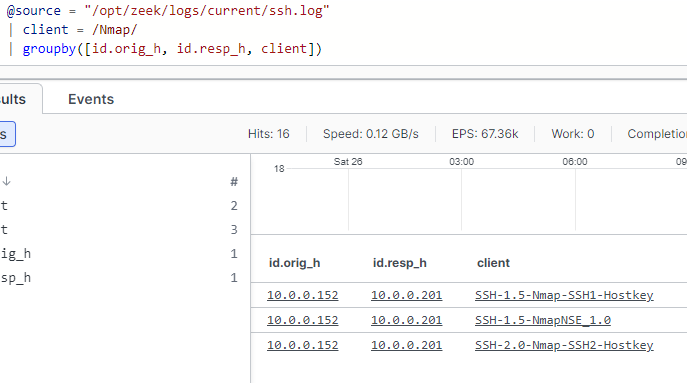 @source = "/opt/zeek/logs/current/ssh.log"
| client = /Nmap/
| groupby([id.orig_h, id.resp_h, client])
ults Events
s Hits: 16 Speed: 0.12 GB/s EPS: 67.36k Work: 0 Completion
↓ #
t 2
t 3
ig_h 1
sp_h 1
18 Sat 26 03:00 06:00 09
id.orig_h id.resp_h client
10.0.0.152 10.0.0.201 SSH-1.5-Nmap-SSH1-Hostkey
10.0.0.152 10.0.0.201 SSH-1.5-NmapNSE_1.0
10.0.0.152 10.0.0.201 SSH-2.0-Nmap-SSH2-Hostkey